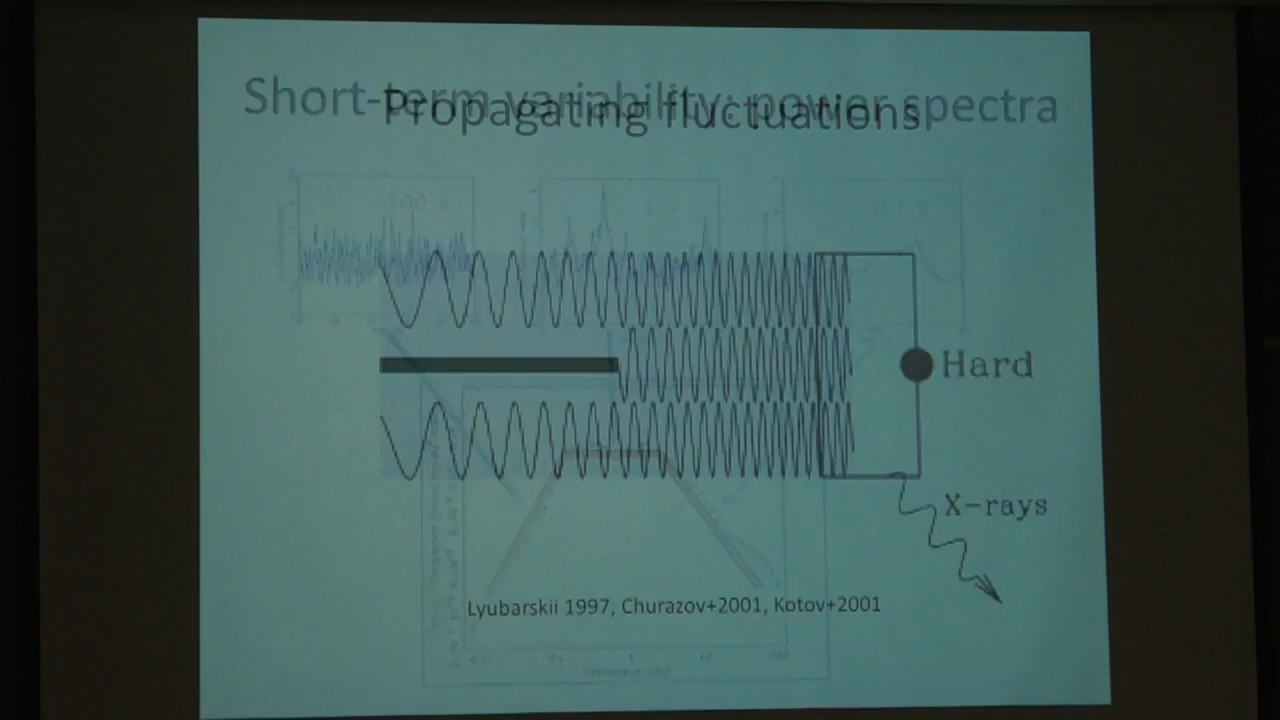 Short-term variability: power spectra
Propagating fluctuations
Hard
X-rays
Lyubarskii 1997, Churazov+2001, Kotov+2001